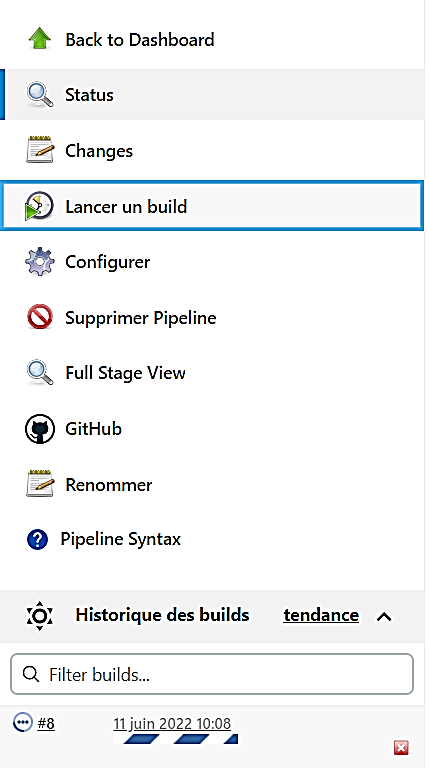 Back to Dashboard
Status
Changes
Lancer un build
Configurer
Supprimer Pipeline
Full Stage View
GitHub
Renommer
Pipeline Syntax
Historique des builds tendance
Filter builds...
#8 11 juin 2022 10:08